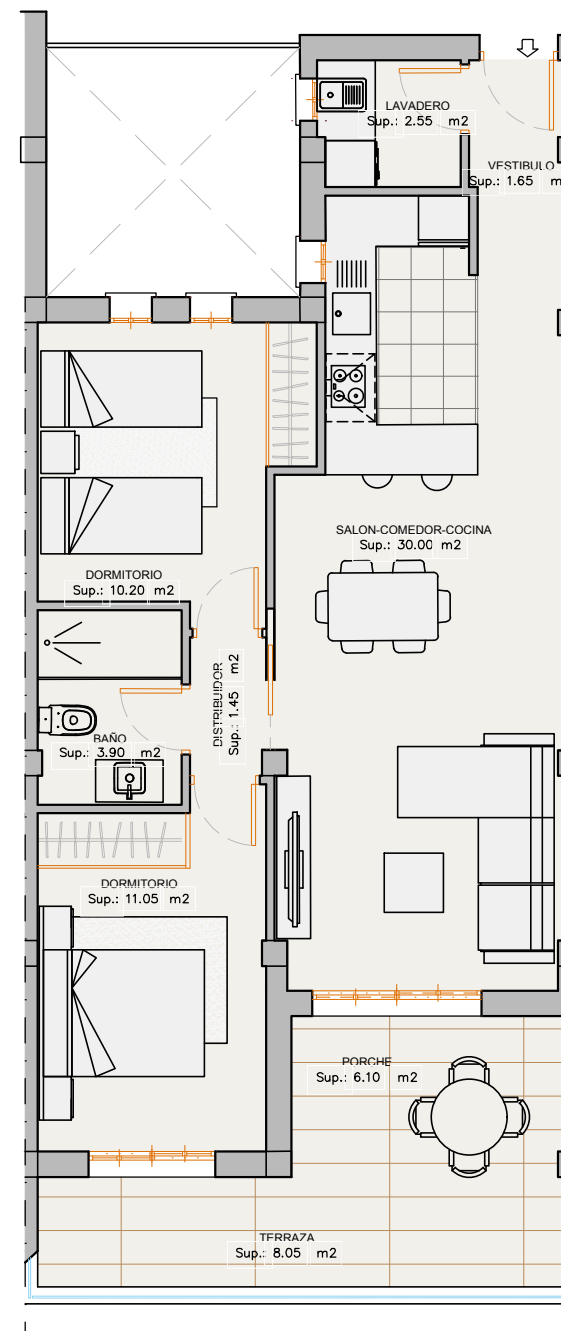 LAVADERO
Sup.: 2.55 m2
VESTIBULO
Sup.: 1.65 m
SALON-COMEDOR-COCINA
Sup.: 30.00 m2
DORMITORIO
Sup.: 10.20 m2
DISTRIBUIDOR
Sup.: 1.45 m2
BAÑO
Sup.: 3.90 m2
DORMITORIO
Sup.: 11.05 m2
PORCHE
Sup.: 6.10 m2
TERRAZA
Sup.: 8.05 m2